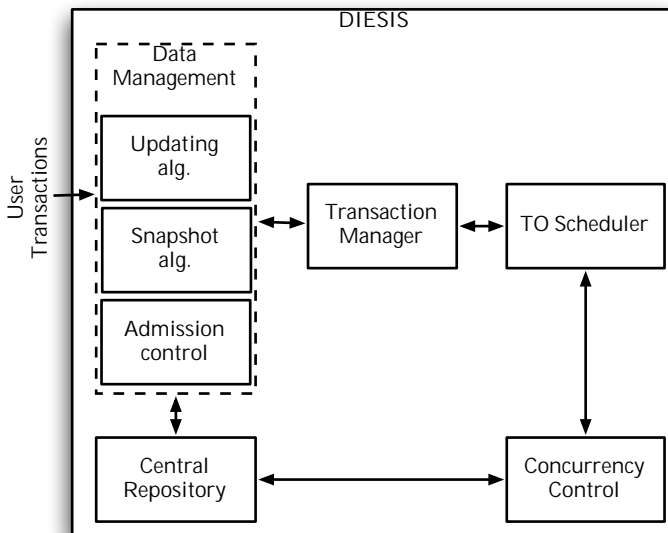 DIESIS
Data
Management
Updating
alg.
Snapshot
alg.
Admission
control
User
Transactions
Transaction
Manager
TO Scheduler
Central
Repository
Concurrency
Control